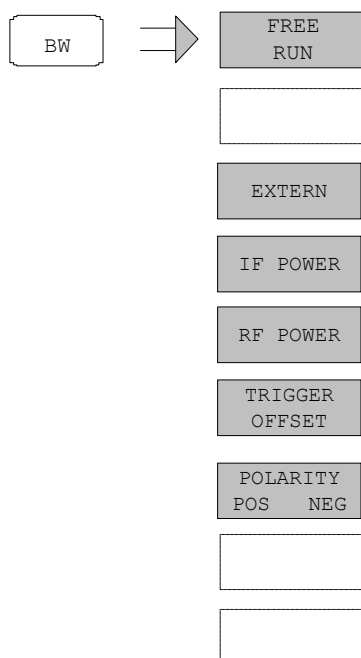 BW
FREE
RUN
EXTERN
IF POWER
RF POWER
TRIGGER
OFFSET
POLARITY
POS NEG